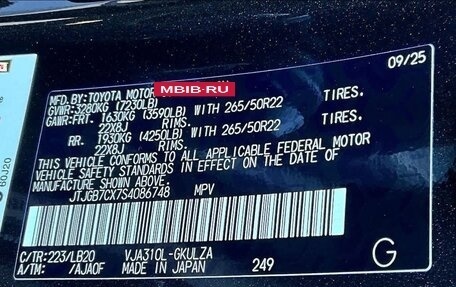 09/25
MFD.BY:TOYOTA MOTOR
MBIB-RU
GVWR:3280KG (7230LB)
GAWR:FRT. 1630KG (3590LB) WITH 265/50R22 TIRES.
22X8J RIMS.
RR. 1930KG (4250LB) WITH 265/50R22 TIRES.
22X8J RIMS.
THIS VEHICLE CONFORMS TO ALL APPLICABLE FEDERAL MOTOR
VEHICLE SAFETY STANDARDS IN EFFECT ON THE DATE OF
MANUFACTURE SHOWN ABOVE.
JTJGB7CX7S4086748 MPV
C/TR:223/LB20 VJA310L-GKULZA
A/TM: /AJA0F MADE IN JAPAN 249
G
60J20